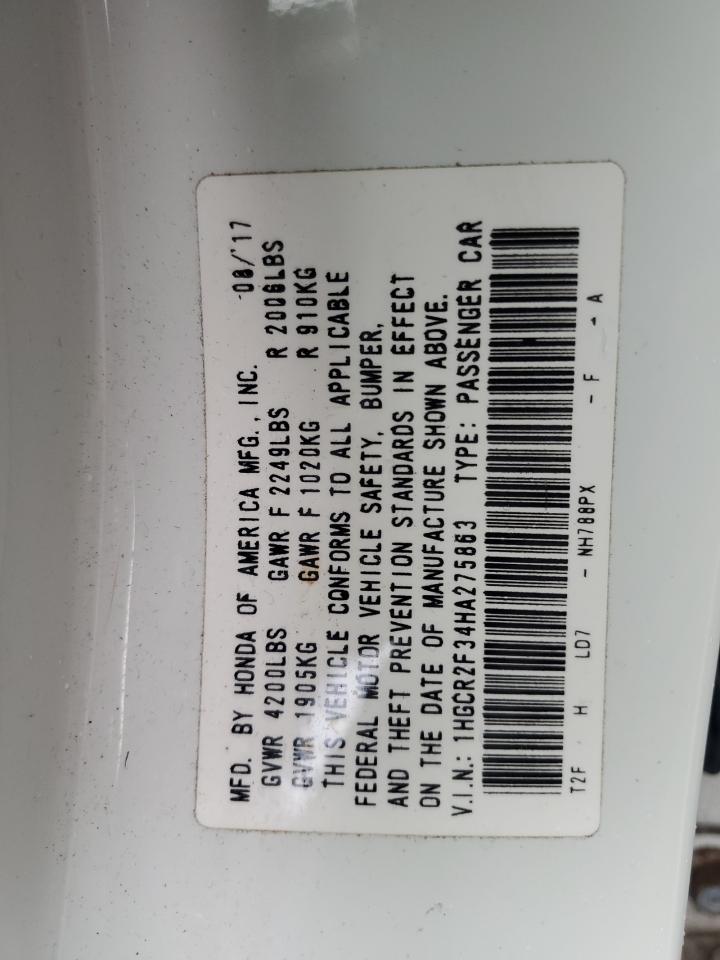 MFD. BY HONDA OF AMERICA MFG., INC. 08/'17
GVWR 4200LBS GAWR F 2249LBS R 2006LBS
GVWR 1905KG GAWR F 1020KG R 910KG
THIS VEHICLE CONFORMS TO ALL APPLICABLE
FEDERAL MOTOR VEHICLE SAFETY, BUMPER,
AND THEFT PREVENTION STANDARDS IN EFFECT
ON THE DATE OF MANUFACTURE SHOWN ABOVE.
V.I.N.: 1HGCR2F34HA275863 TYPE: PASSENGER CAR
T2F H LD7 - NH788PX - F - A